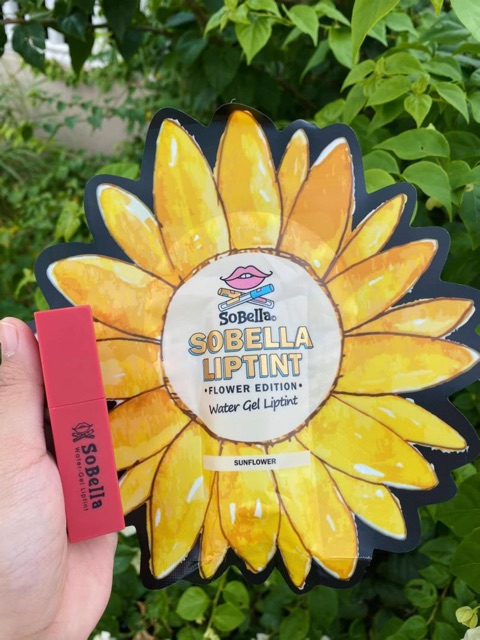 SoBella©
SOBELLA
LIPTINT
•FLOWER EDITION•
Water Gel Liptint
SUNFLOWER
SoBella
Water-Gel Liptint